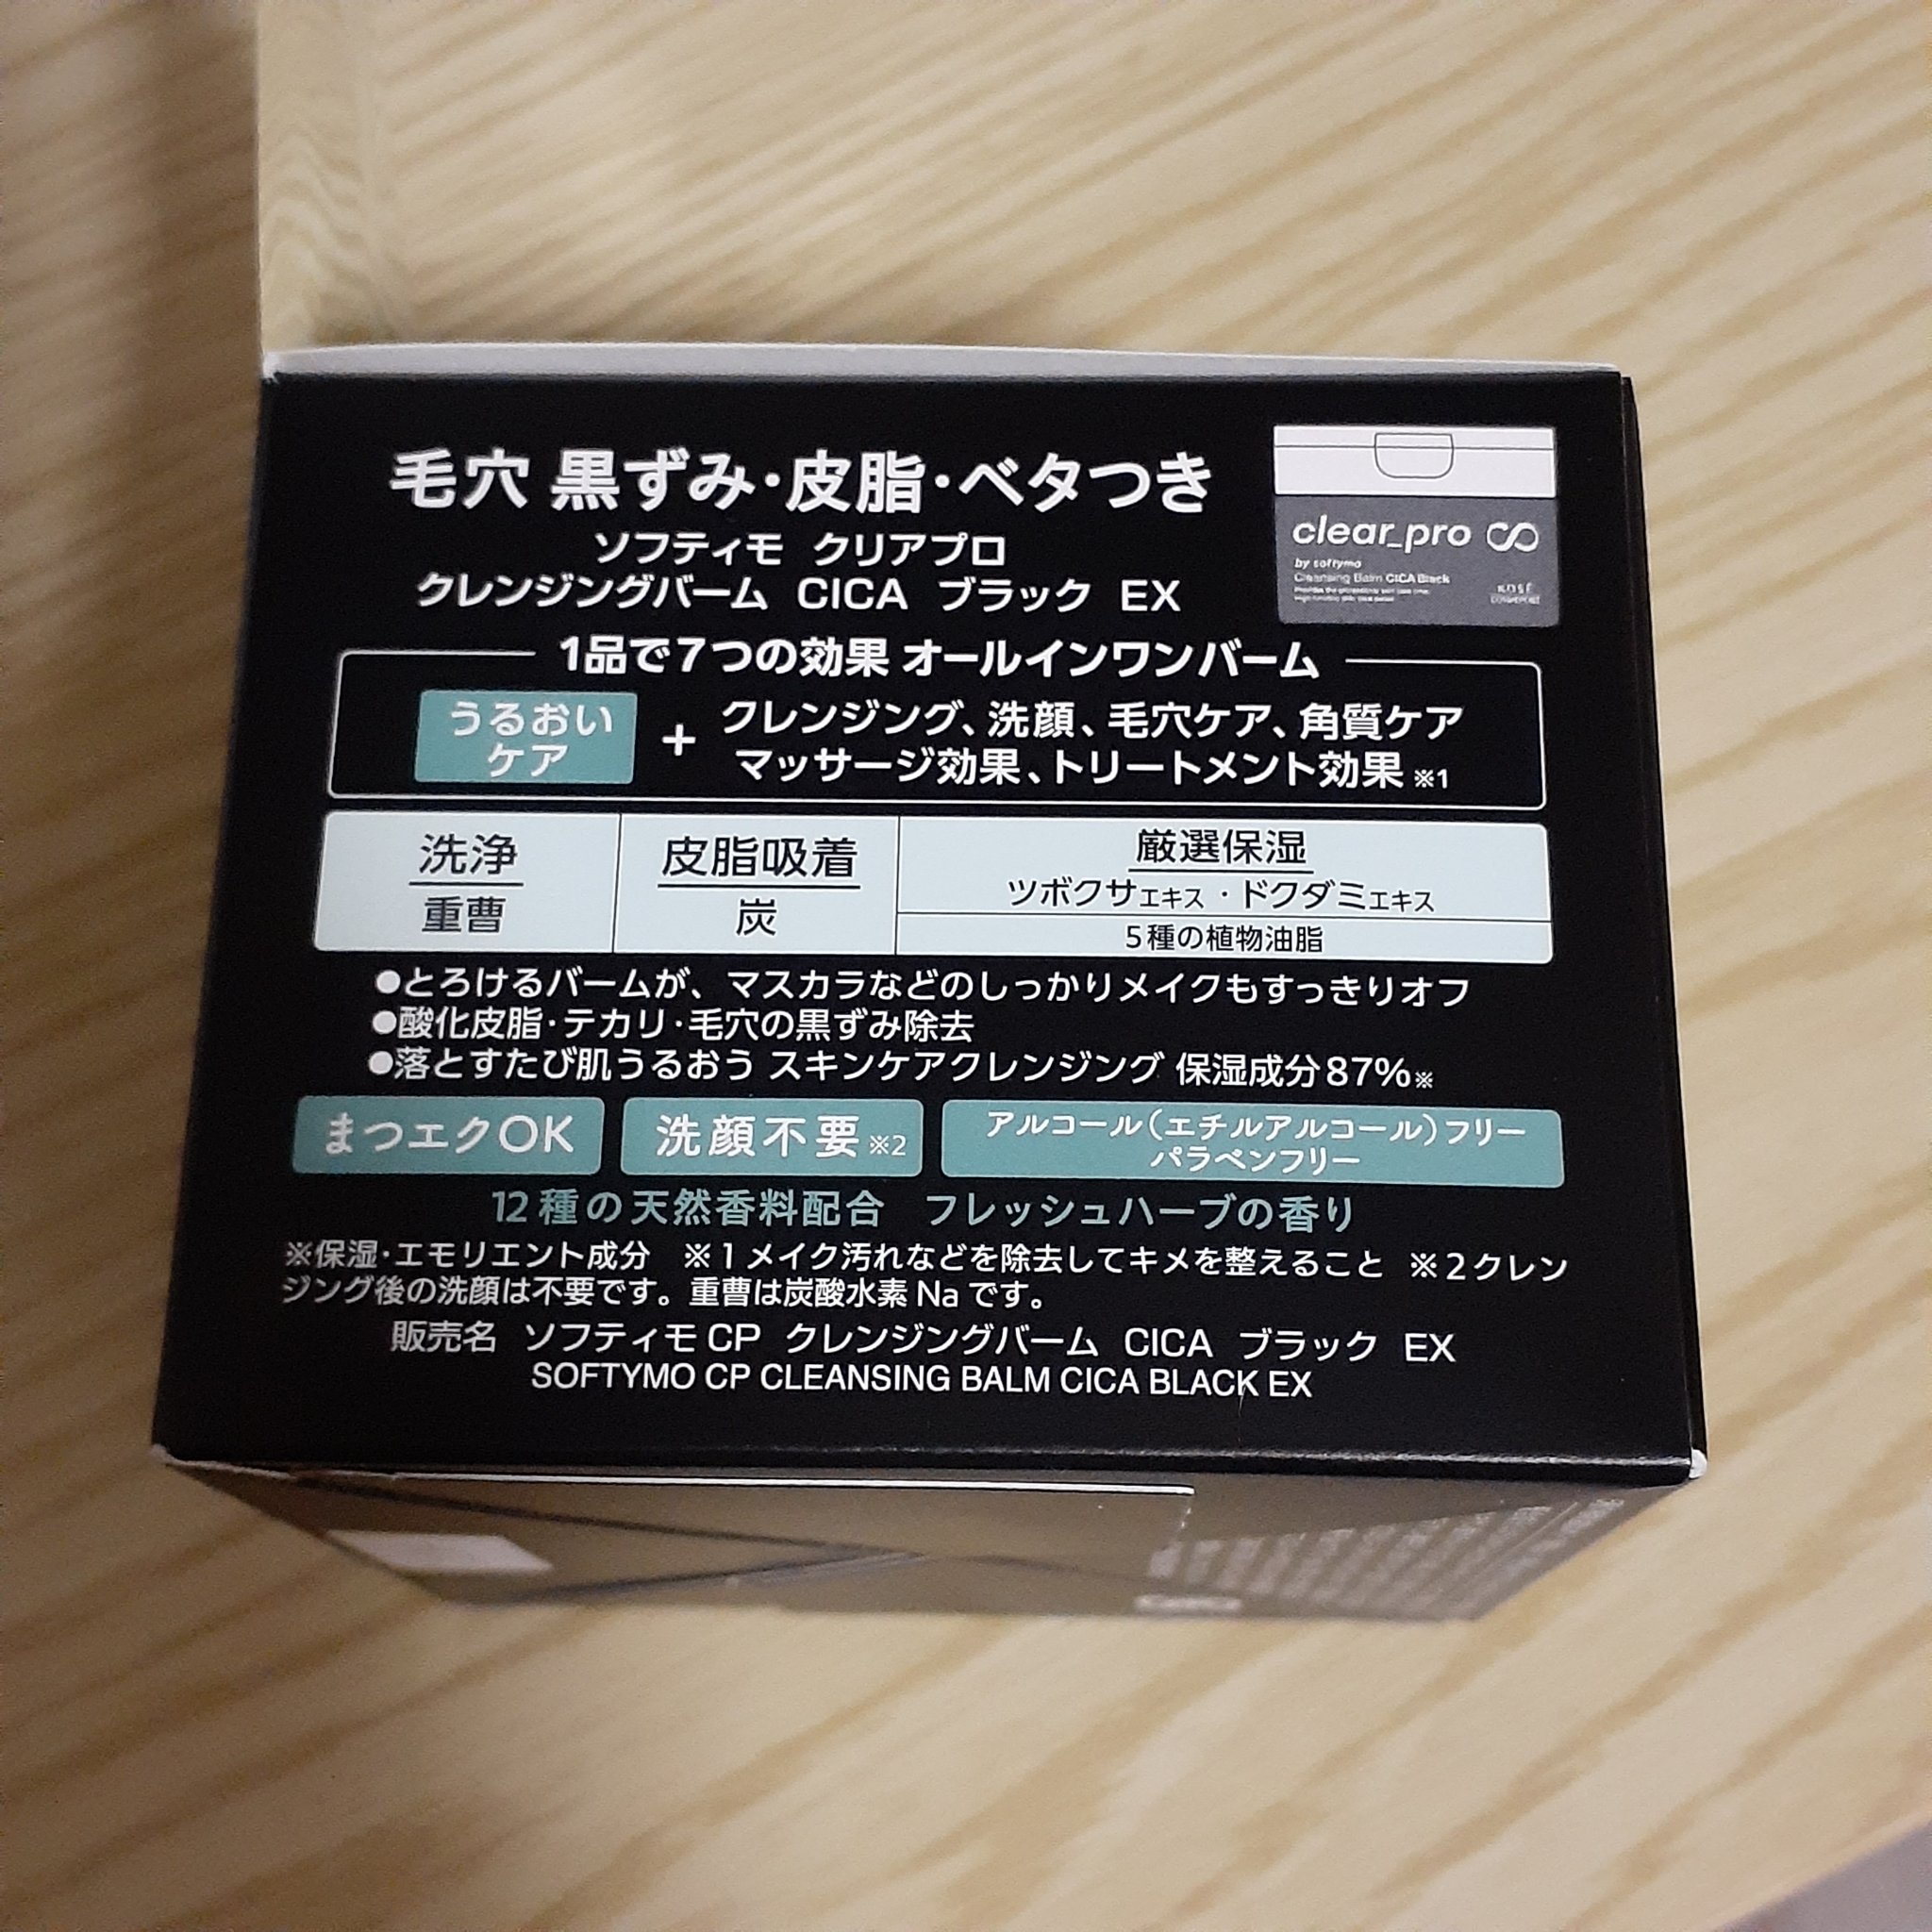 毛穴 黒ずみ・皮脂・ベタつき
ソフティモ クリアプロ
クレンジングバーム CICA ブラック EX
clear_pro
by softymo
Cleansing Balm CICA Black
KOSÉ
COSMEPORT
1品で7つの効果 オールインワンバーム
うるおい
ケア
+
クレンジング、洗顔、毛穴ケア、角質ケア
マッサージ効果、トリートメント効果 ※1
洗浄
重曹
皮脂吸着
炭
厳選保湿
ツボクサエキス・ドクダミエキス
5種の植物油脂
●とろけるバームが、マスカラなどのしっかりメイクもすっきりオフ
●酸化皮脂・テカリ・毛穴の黒ずみ除去
●落とすたび肌うるおう スキンケアクレンジング 保湿成分87%※
まつエクOK
洗顔不要※2
アルコール(エチルアルコール)フリー
パラベンフリー
12種の天然香料配合 フレッシュハーブの香り
※保湿・エモリエント成分 ※1メイク汚れなどを除去してキメを整えること ※2クレン
ジング後の洗顔は不要です。重曹は炭酸水素Naです。
販売名 ソフティモCP クレンジングバーム CICA ブラック EX
SOFTYMO CP CLEANSING BALM CICA BLACK EX